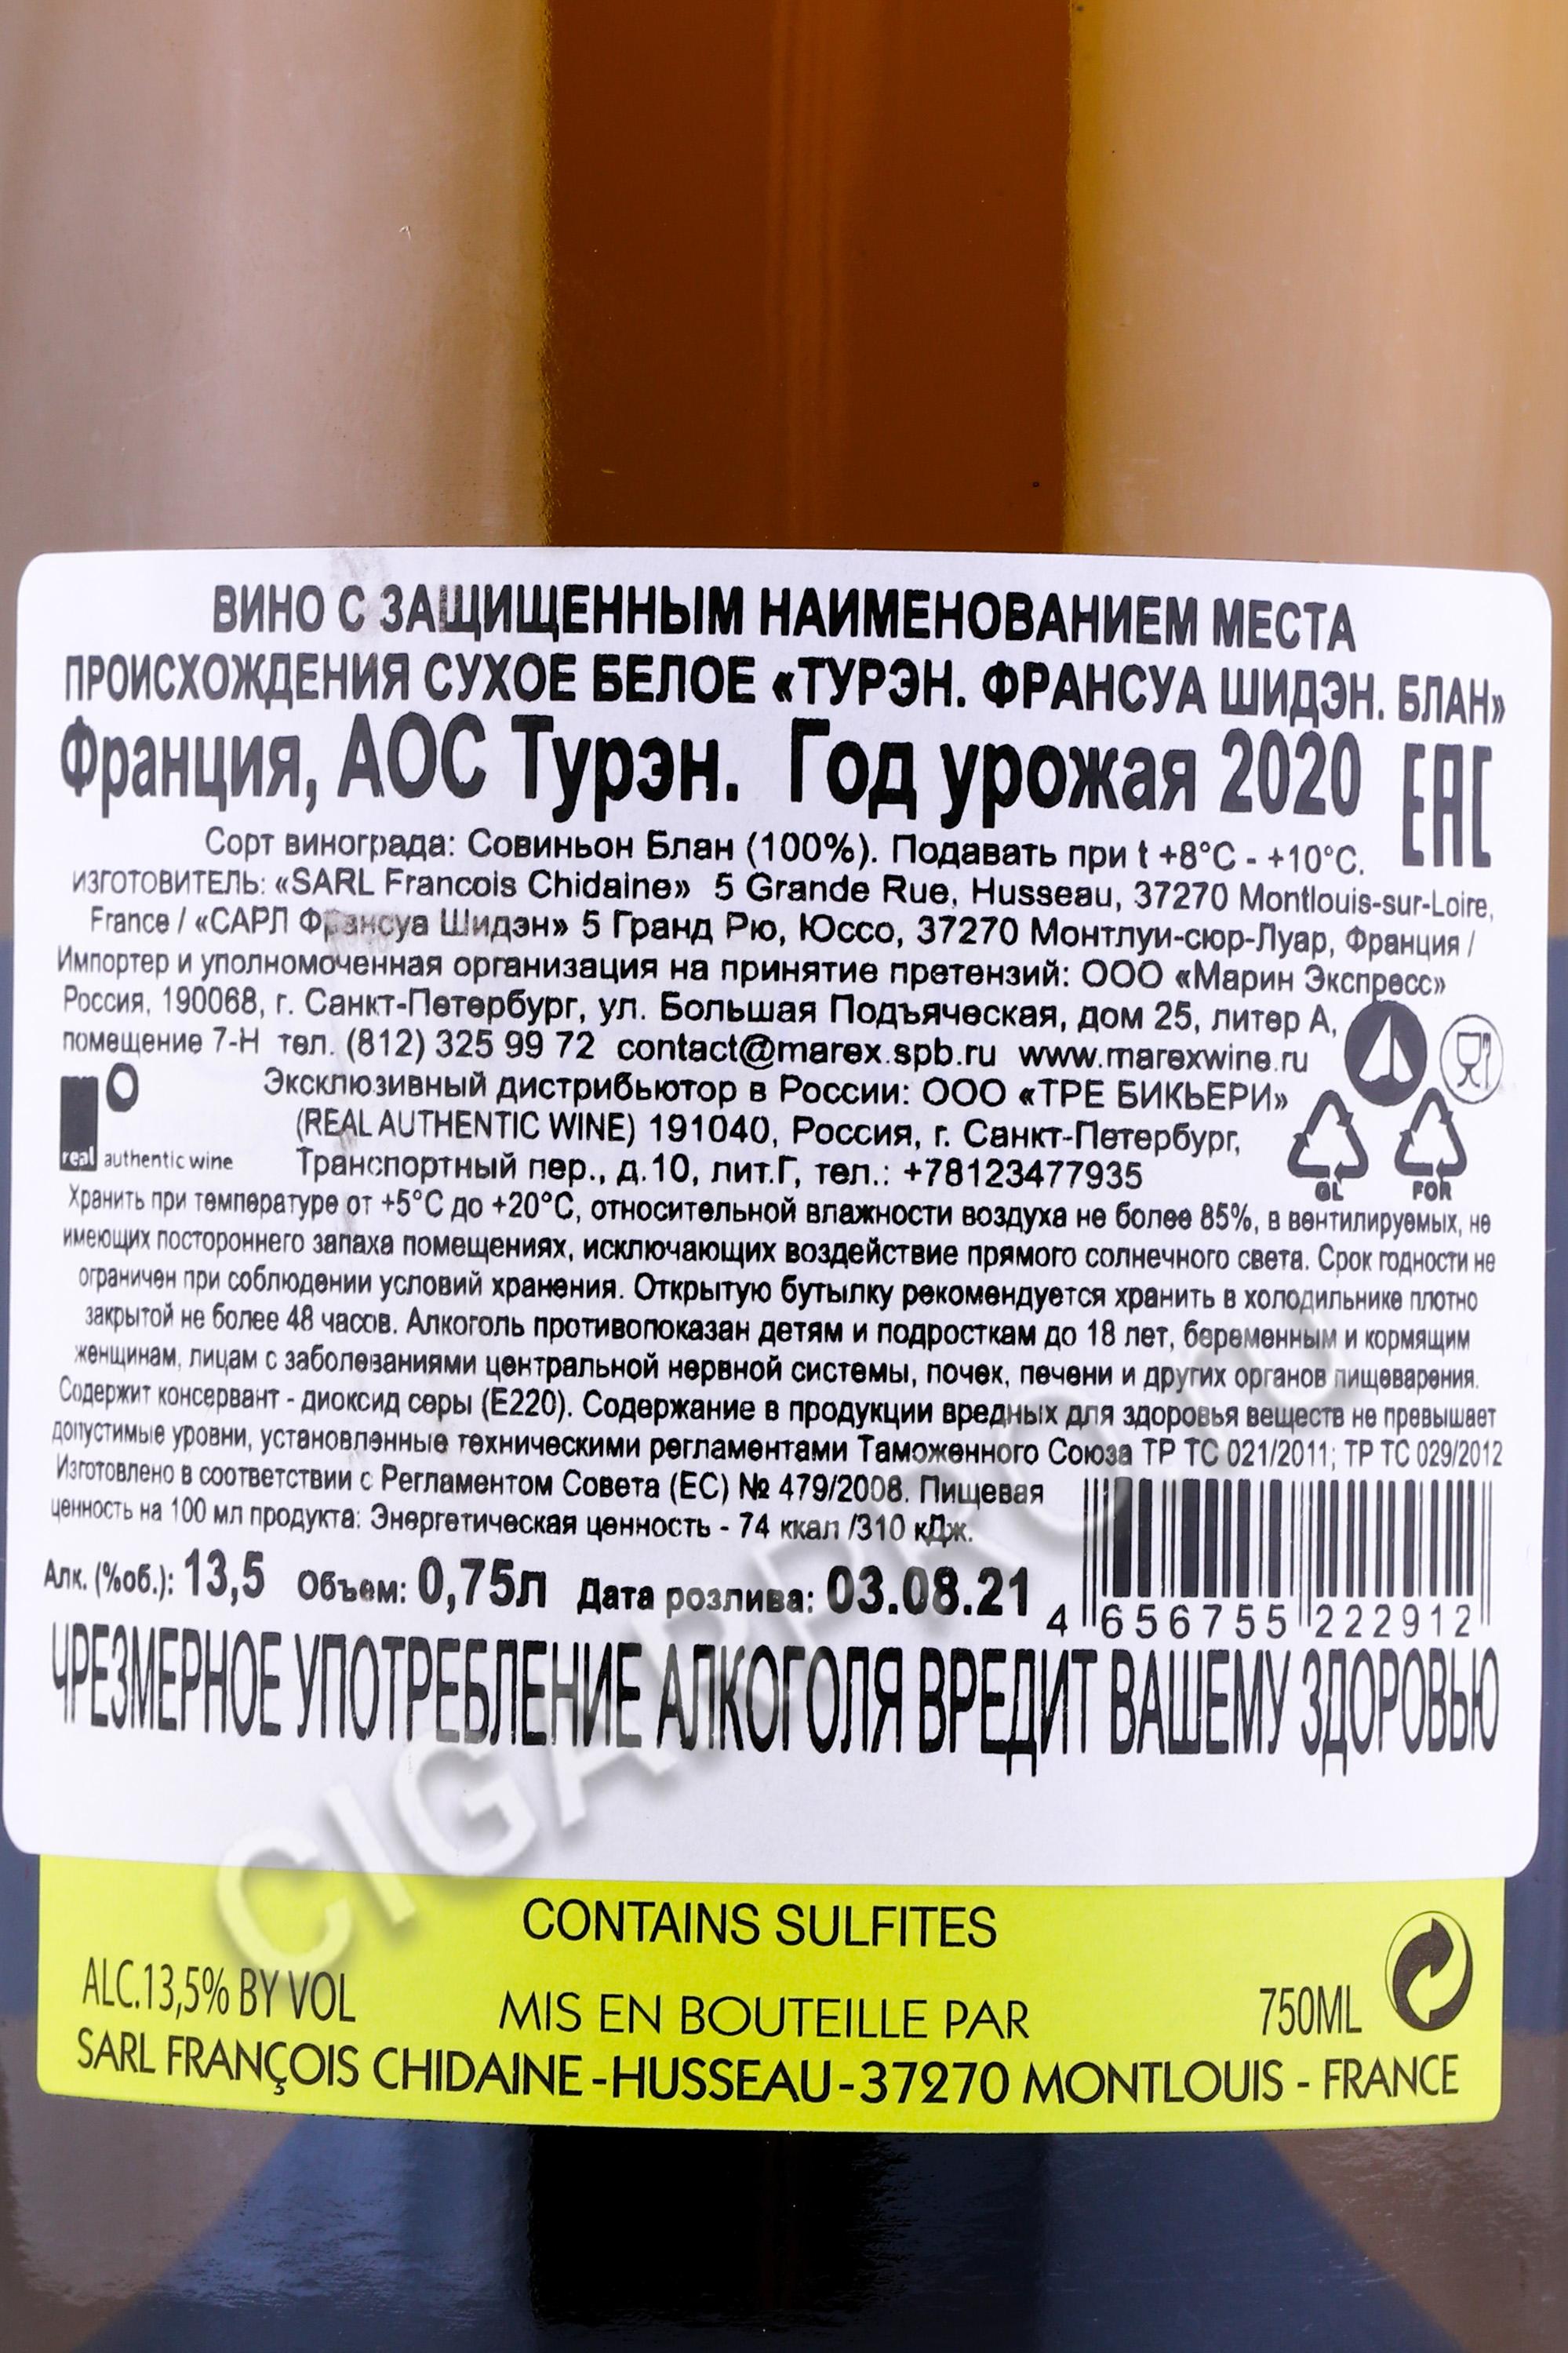 ВИНО С ЗАЩИЩЕННЫМ НАИМЕНОВАНИЕМ МЕСТА
ПРОИСХОЖДЕНИЯ СУХОЕ БЕЛОЕ «ТУРЭН. ФРАНСУА ШИДЭН. БЛАН»
Франция, АОС Турэн. Год урожая 2020
EAC
Сорт винограда: Совиньон Блан (100%). Подавать при t +8°C - +10°C.
ИЗГОТОВИТЕЛЬ: «SARL Francois Chidaine» 5 Grande Rue, Husseau, 37270 Montlouis-sur-Loire,
France / «САРЛ Франсуа Шидэн» 5 Гранд Рю, Юссо, 37270 Монтлуи-сюр-Луар, Франция /
Импортер и уполномоченная организация на принятие претензий: ООО «Марин Экспресс»
Россия, 190068, г. Санкт-Петербург, ул. Большая Подъяческая, дом 25, литер А,
помещение 7-Н тел. (812) 325 99 72 contact@marex.spb.ru www.marexwine.ru
Эксклюзивный дистрибьютор в России: ООО «ТРЕ БИКЬЕРИ»
(REAL AUTHENTIC WINE) 191040, Россия, г. Санкт-Петербург,
Транспортный пер., д.10, лит.Г, тел.: +78123477935
real authentic wine
GL FOR
Хранить при температуре от +5°C до +20°C, относительной влажности воздуха не более 85%, в вентилируемых, не
имеющих постороннего запаха помещениях, исключающих воздействие прямого солнечного света. Срок годности не
ограничен при соблюдении условий хранения. Открытую бутылку рекомендуется хранить в холодильнике плотно
закрытой не более 48 часов. Алкоголь противопоказан детям и подросткам до 18 лет, беременным и кормящим
женщинам, лицам с заболеваниями центральной нервной системы, почек, печени и других органов пищеварения.
Содержит консервант - диоксид серы (E220). Содержание в продукции вредных для здоровья веществ не превышает
допустимые уровни, установленные техническими регламентами Таможенного Союза ТР ТС 021/2011; ТР ТС 029/2012
Изготовлено в соответствии с Регламентом Совета (ЕС) № 479/2008. Пищевая
ценность на 100 мл продукта: Энергетическая ценность - 74 ккал /310 кДж.
Алк. (%об.): 13,5 Объем: 0,75л Дата розлива: 03.08.21
4 656755 222912
ЧРЕЗМЕРНОЕ УПОТРЕБЛЕНИЕ АЛКОГОЛЯ ВРЕДИТ ВАШЕМУ ЗДОРОВЬЮ
CIGARPRO.ru
CONTAINS SULFITES
ALC.13,5% BY VOL MIS EN BOUTEILLE PAR 750ML
SARL FRANÇOIS CHIDAINE - HUSSEAU - 37270 MONTLOUIS - FRANCE